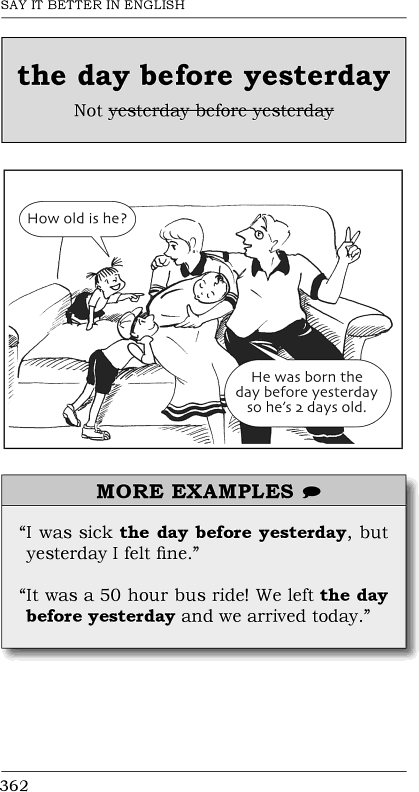 SAY IT BETTER IN ENGLISH
the day before yesterday
Not yesterday before yesterday
How old is he?
He was born the
day before yesterday
so he's 2 days old.
MORE EXAMPLES
“I was sick the day before yesterday, but
yesterday I felt fine.”
“It was a 50 hour bus ride! We left the day
before yesterday and we arrived today.”
362